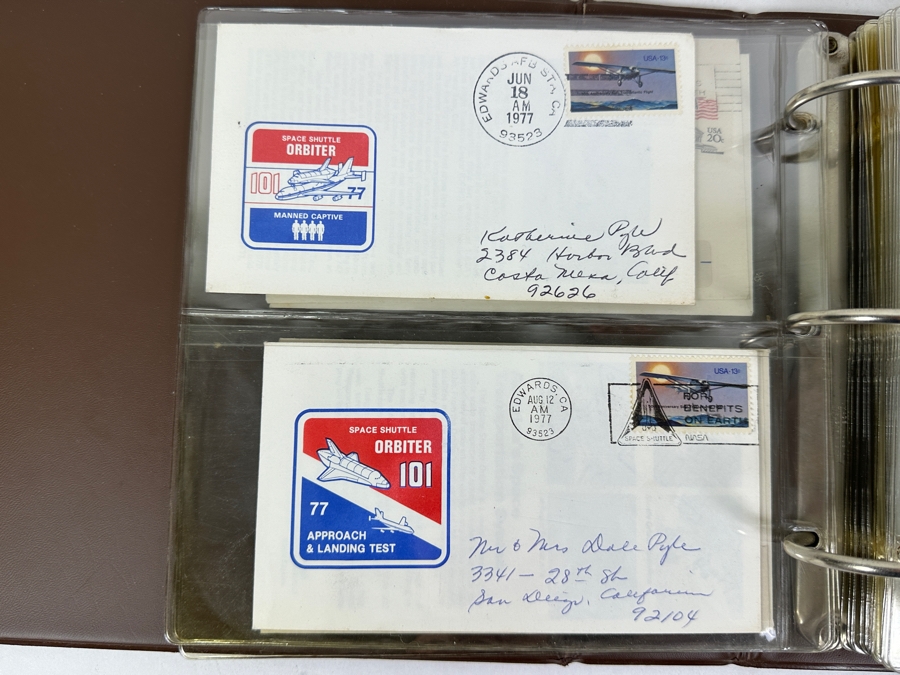 EDWARDS AFB STA, CA
JUN
18
AM
1977
93523
USA·13c
SPACE SHUTTLE
ORBITER
101
77
MANNED CAPTIVE
Katherine Pyle
2384 Harbor Blvd
Costa Mesa, Calif
92626
USA
20c
EDWARDS, CA
AUG 12
AM
1977
93523
USA·13c
FOR
BENEFITS
ON EARTH
SPACE SHUTTLE
NASA
SPACE SHUTTLE
ORBITER
101
77
APPROACH
& LANDING TEST
Mr & Mrs Dale Pyle
3341 – 28th St
San Diego, California
92104